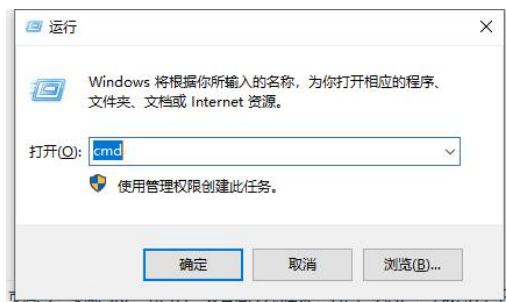 运行
Windows 将根据你所输入的名称，为你打开相应的程序、
文件夹、文档或 Internet 资源。
打开(O): cmd
使用管理权限创建此任务。
确定 取消 浏览(B)...